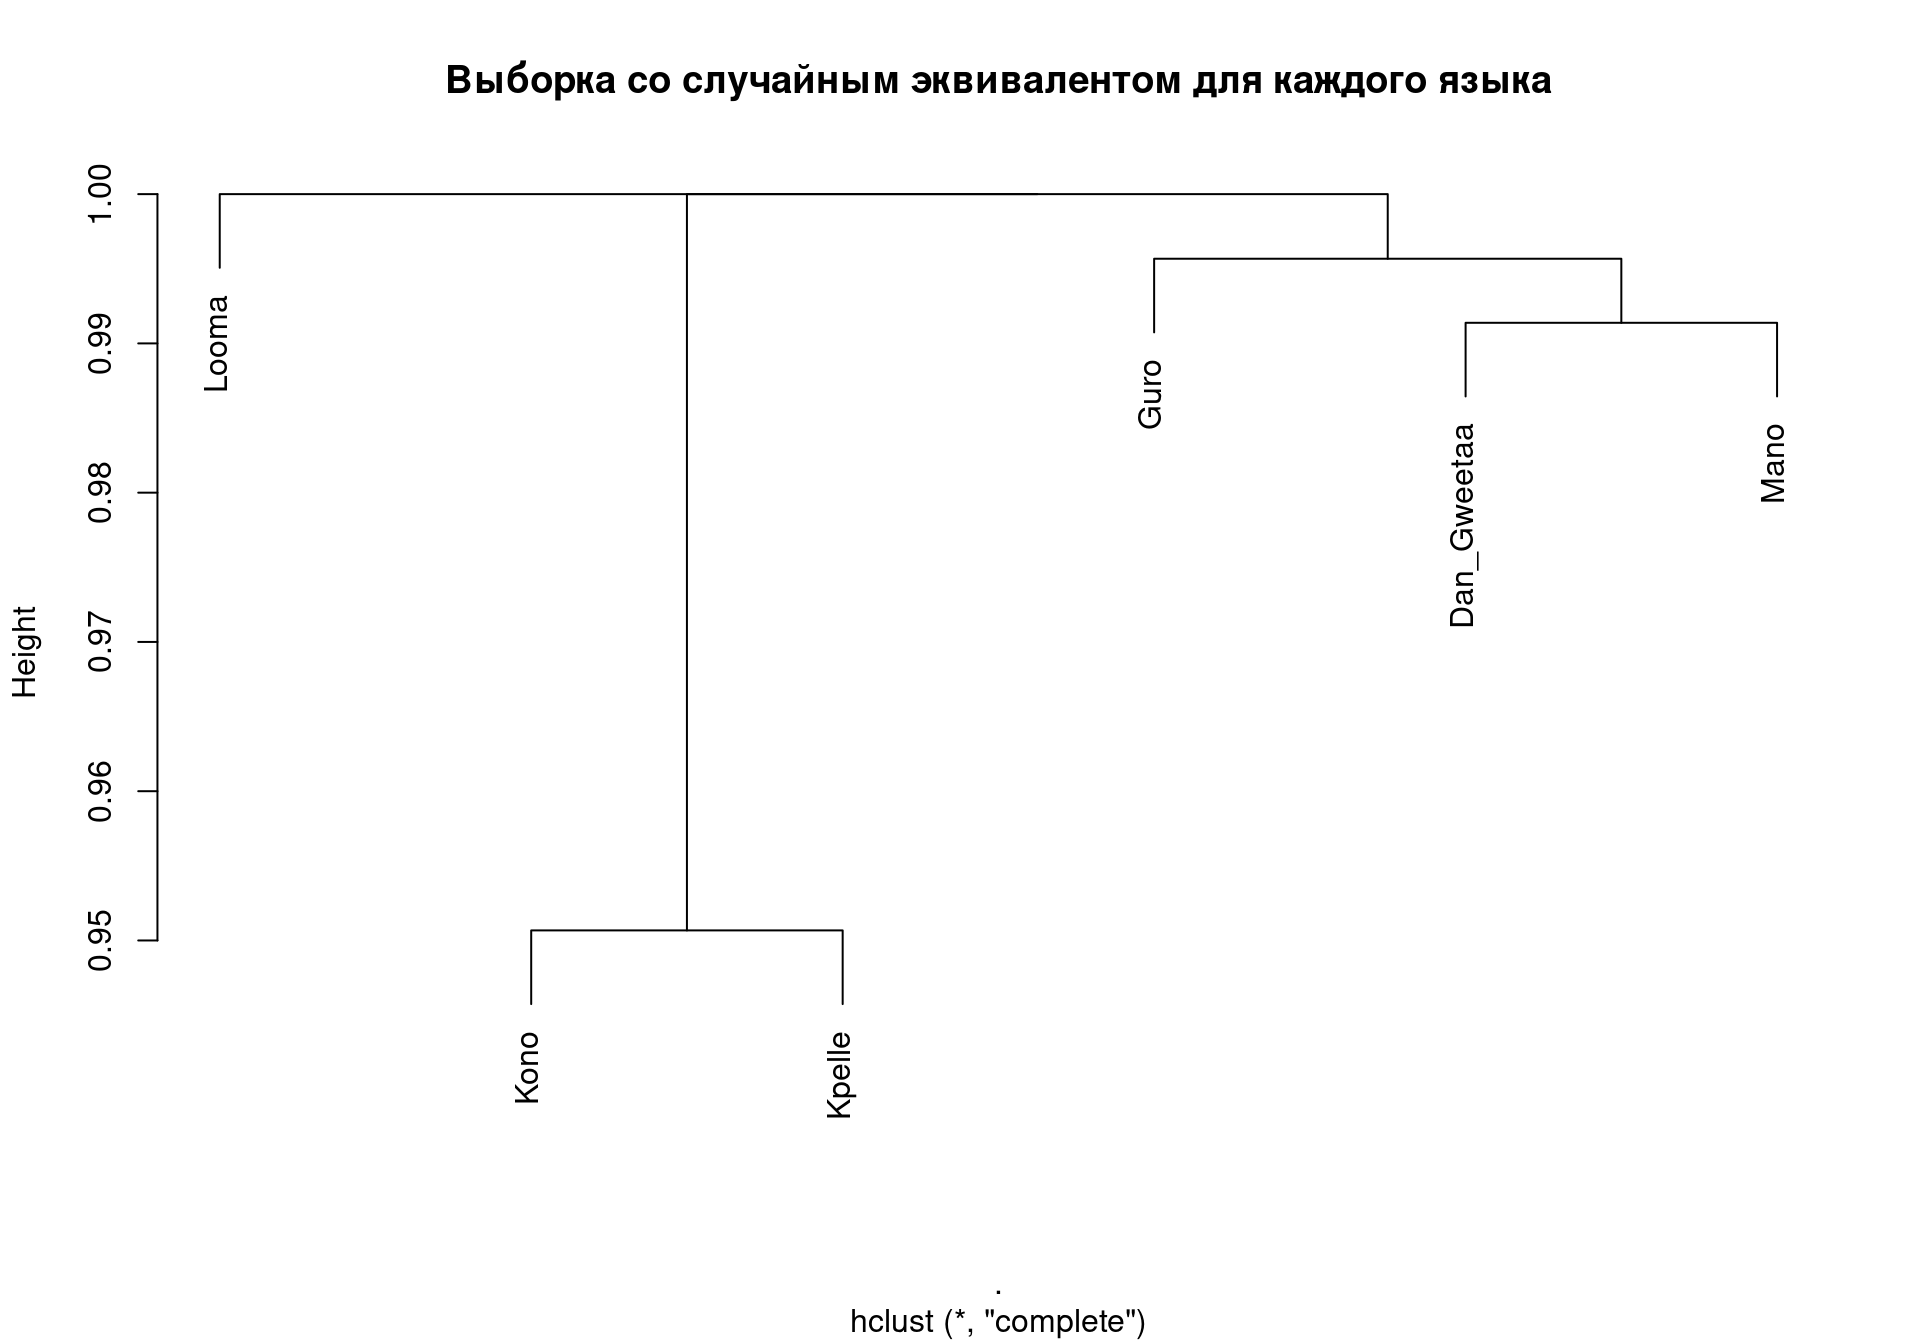 Выборка со случайным эквивалентом для каждого языка
Height
1.00
0.99
0.98
0.97
0.96
0.95
Looma
Kono
Kpelle
Guro
Dan_Gweetaa
Mano
.
hclust (*, "complete")